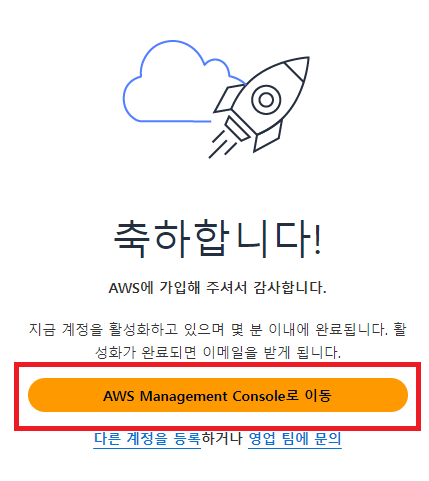 축하합니다!
AWS에 가입해 주셔서 감사합니다.
지금 계정을 활성화하고 있으며 몇 분 이내에 완료됩니다. 활
성화가 완료되면 이메일을 받게 됩니다.
AWS Management Console로 이동
다른 계정을 등록하거나 영업 팀에 문의